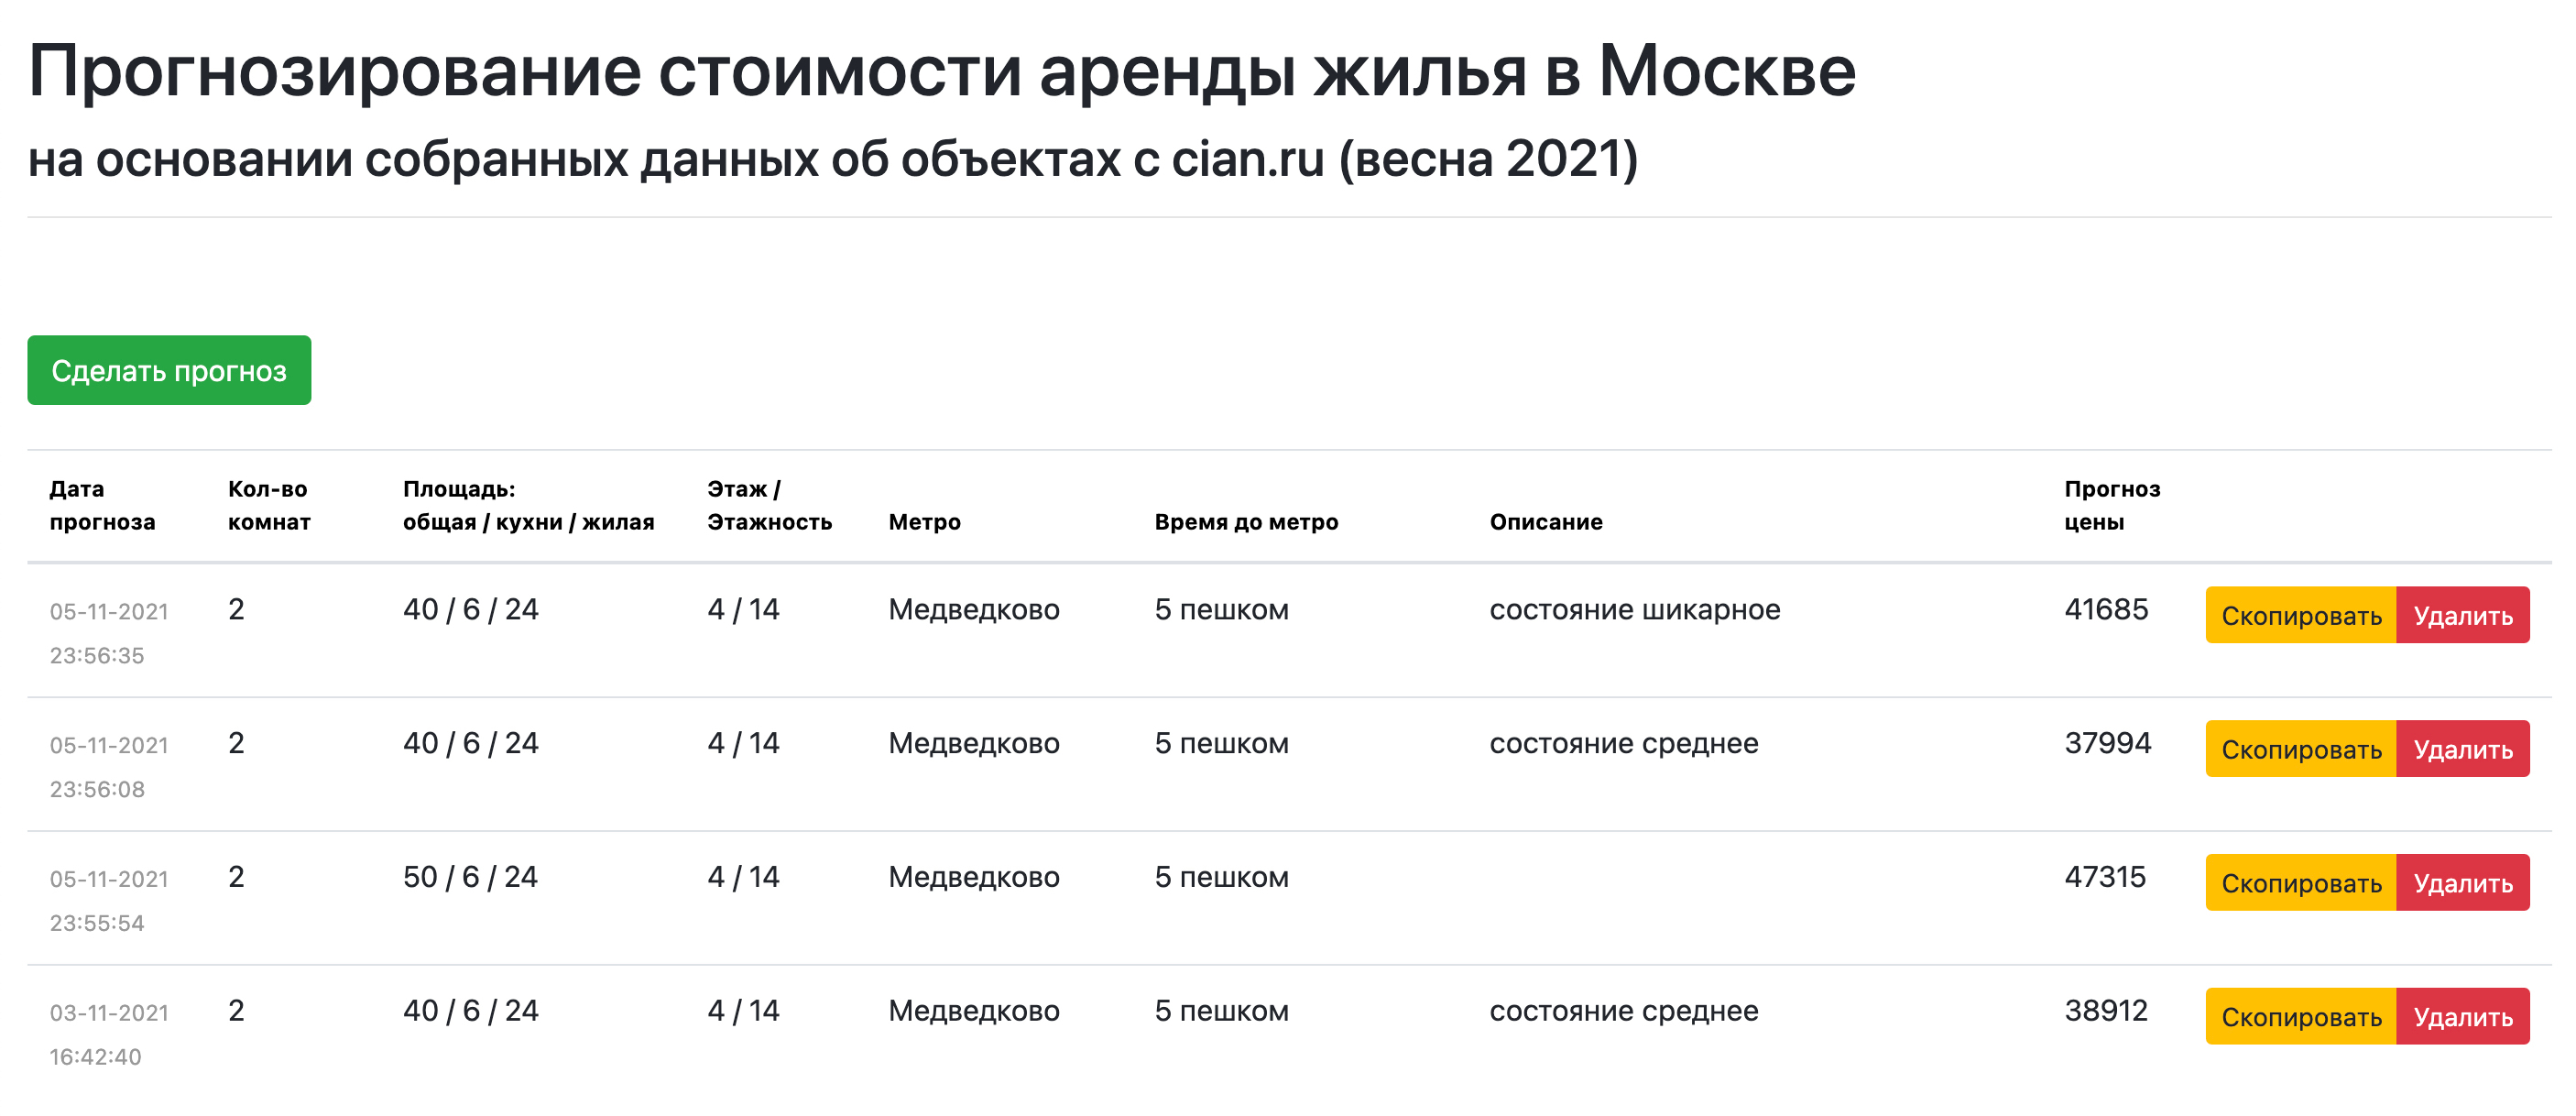 Прогнозирование стоимости аренды жилья в Москве
на основании собранных данных об объектах с cian.ru (весна 2021)
Сделать прогноз
Дата прогноза Кол-во комнат Площадь: общая / кухни / жилая Этаж / Этажность Метро Время до метро Описание Прогноз цены
05-11-2021 23:56:35 2 40 / 6 / 24 4 / 14 Медведково 5 пешком состояние шикарное 41685 Скопировать Удалить
05-11-2021 23:56:08 2 40 / 6 / 24 4 / 14 Медведково 5 пешком состояние среднее 37994 Скопировать Удалить
05-11-2021 23:55:54 2 50 / 6 / 24 4 / 14 Медведково 5 пешком 47315 Скопировать Удалить
03-11-2021 16:42:40 2 40 / 6 / 24 4 / 14 Медведково 5 пешком состояние среднее 38912 Скопировать Удалить